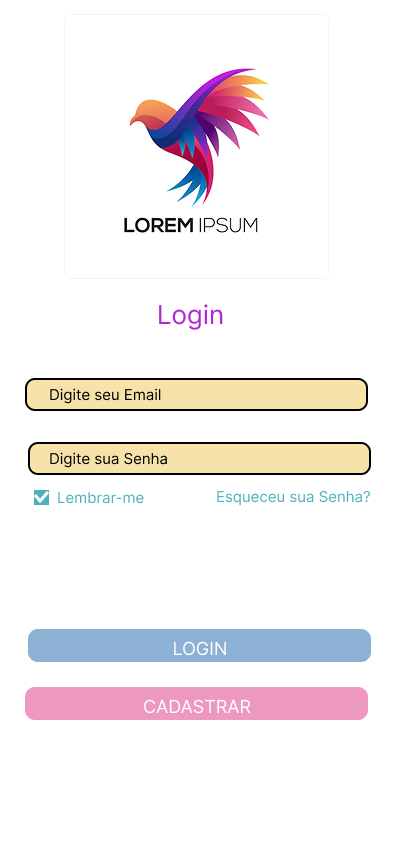 LOREM IPSUM
Login
Digite seu Email
Digite sua Senha
Lembrar-me
Esqueceu sua Senha?
LOGIN
CADASTRAR